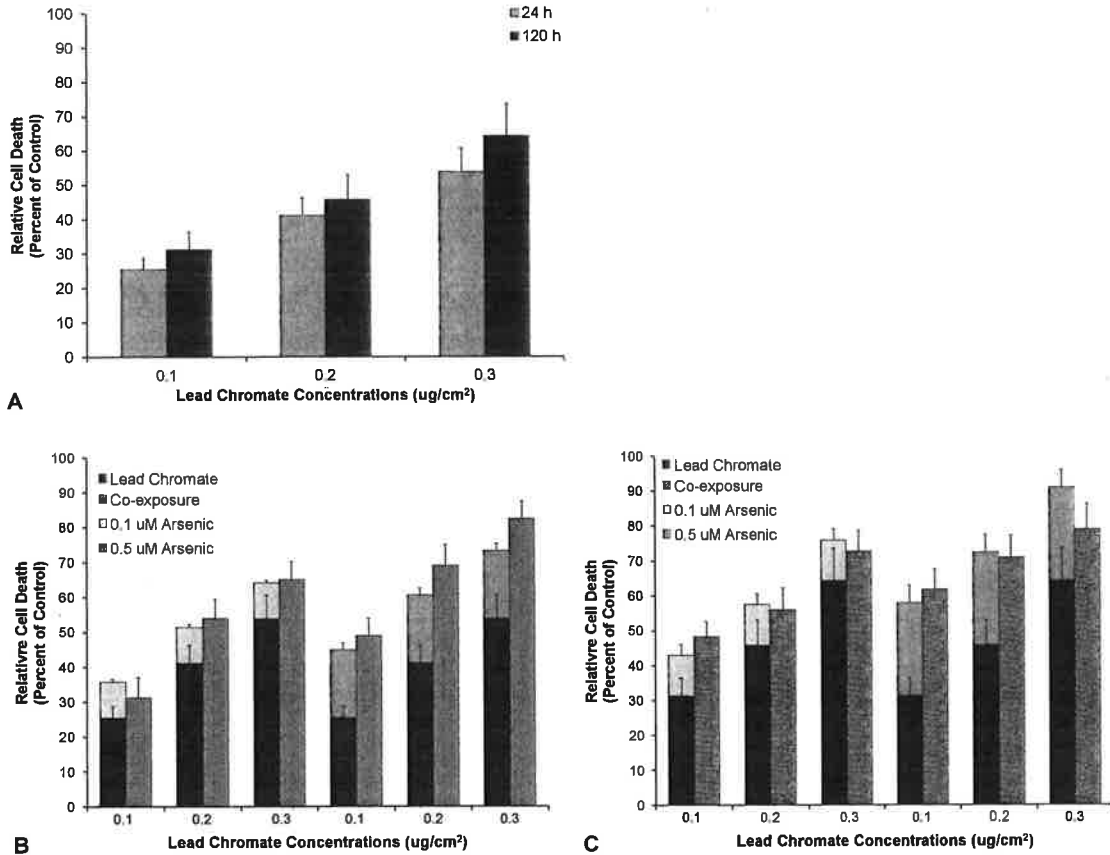 100
90
80
70
60
50
40
30
20
10
0
Relative Cell Death
(Percent of Control)
24 h
120 h
0.1
0.2
0.3
Lead Chromate Concentrations (ug/cm²)
A
100
90
80
70
60
50
40
30
20
10
0
Relativre Cell Death
(Percent of Control)
Lead Chromate
Co-exposure
0.1 uM Arsenic
0.5 uM Arsenic
0.1
0.2
0.3
0.1
0.2
0.3
Lead Chromate Concentrations (ug/cm²)
B
100
90
80
70
60
50
40
30
20
10
0
Relative Cell Death
(Percent of Control)
Lead Chromate
Co-exposure
0.1 uM Arsenic
0.5 uM Arsenic
0.1
0.2
0.3
0.1
0.2
0.3
Lead Chromate Concentrations (ug/cm²)
C